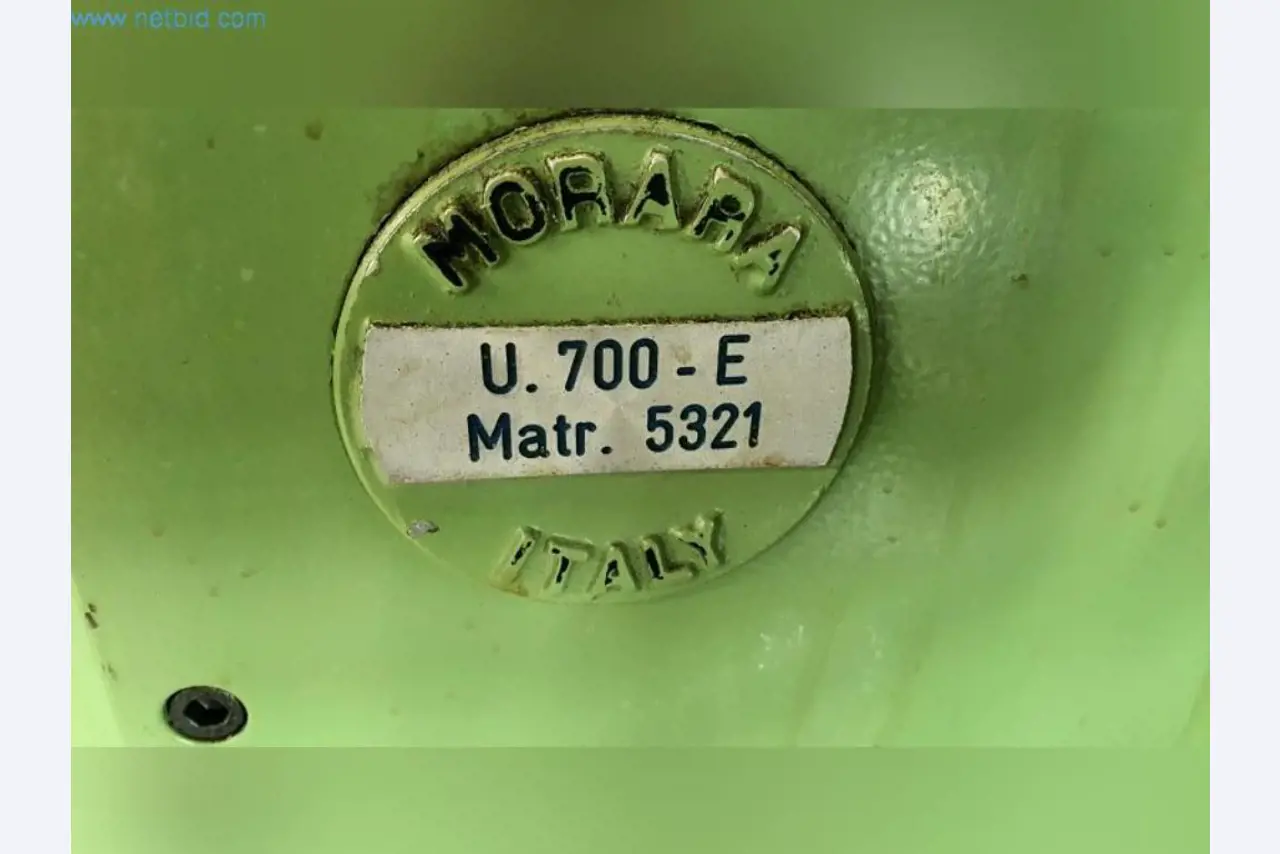 www netbid com
MORARA
U. 700 - E
Matr. 5321
ITALY